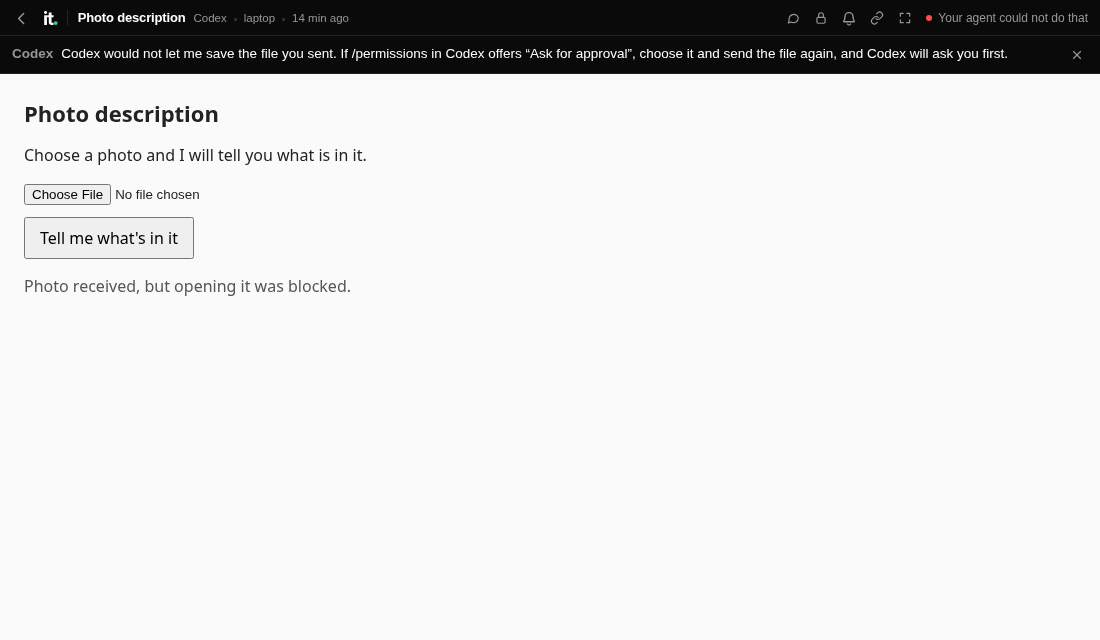 it.
Photo description Codex laptop 14 min ago
Your agent could not do that
Codex Codex would not let me save the file you sent. If /permissions in Codex offers “Ask for approval”, choose it and send the file again, and Codex will ask you first.
Photo description
Choose a photo and I will tell you what is in it.
Choose File No file chosen
Tell me what's in it
Photo received, but opening it was blocked.